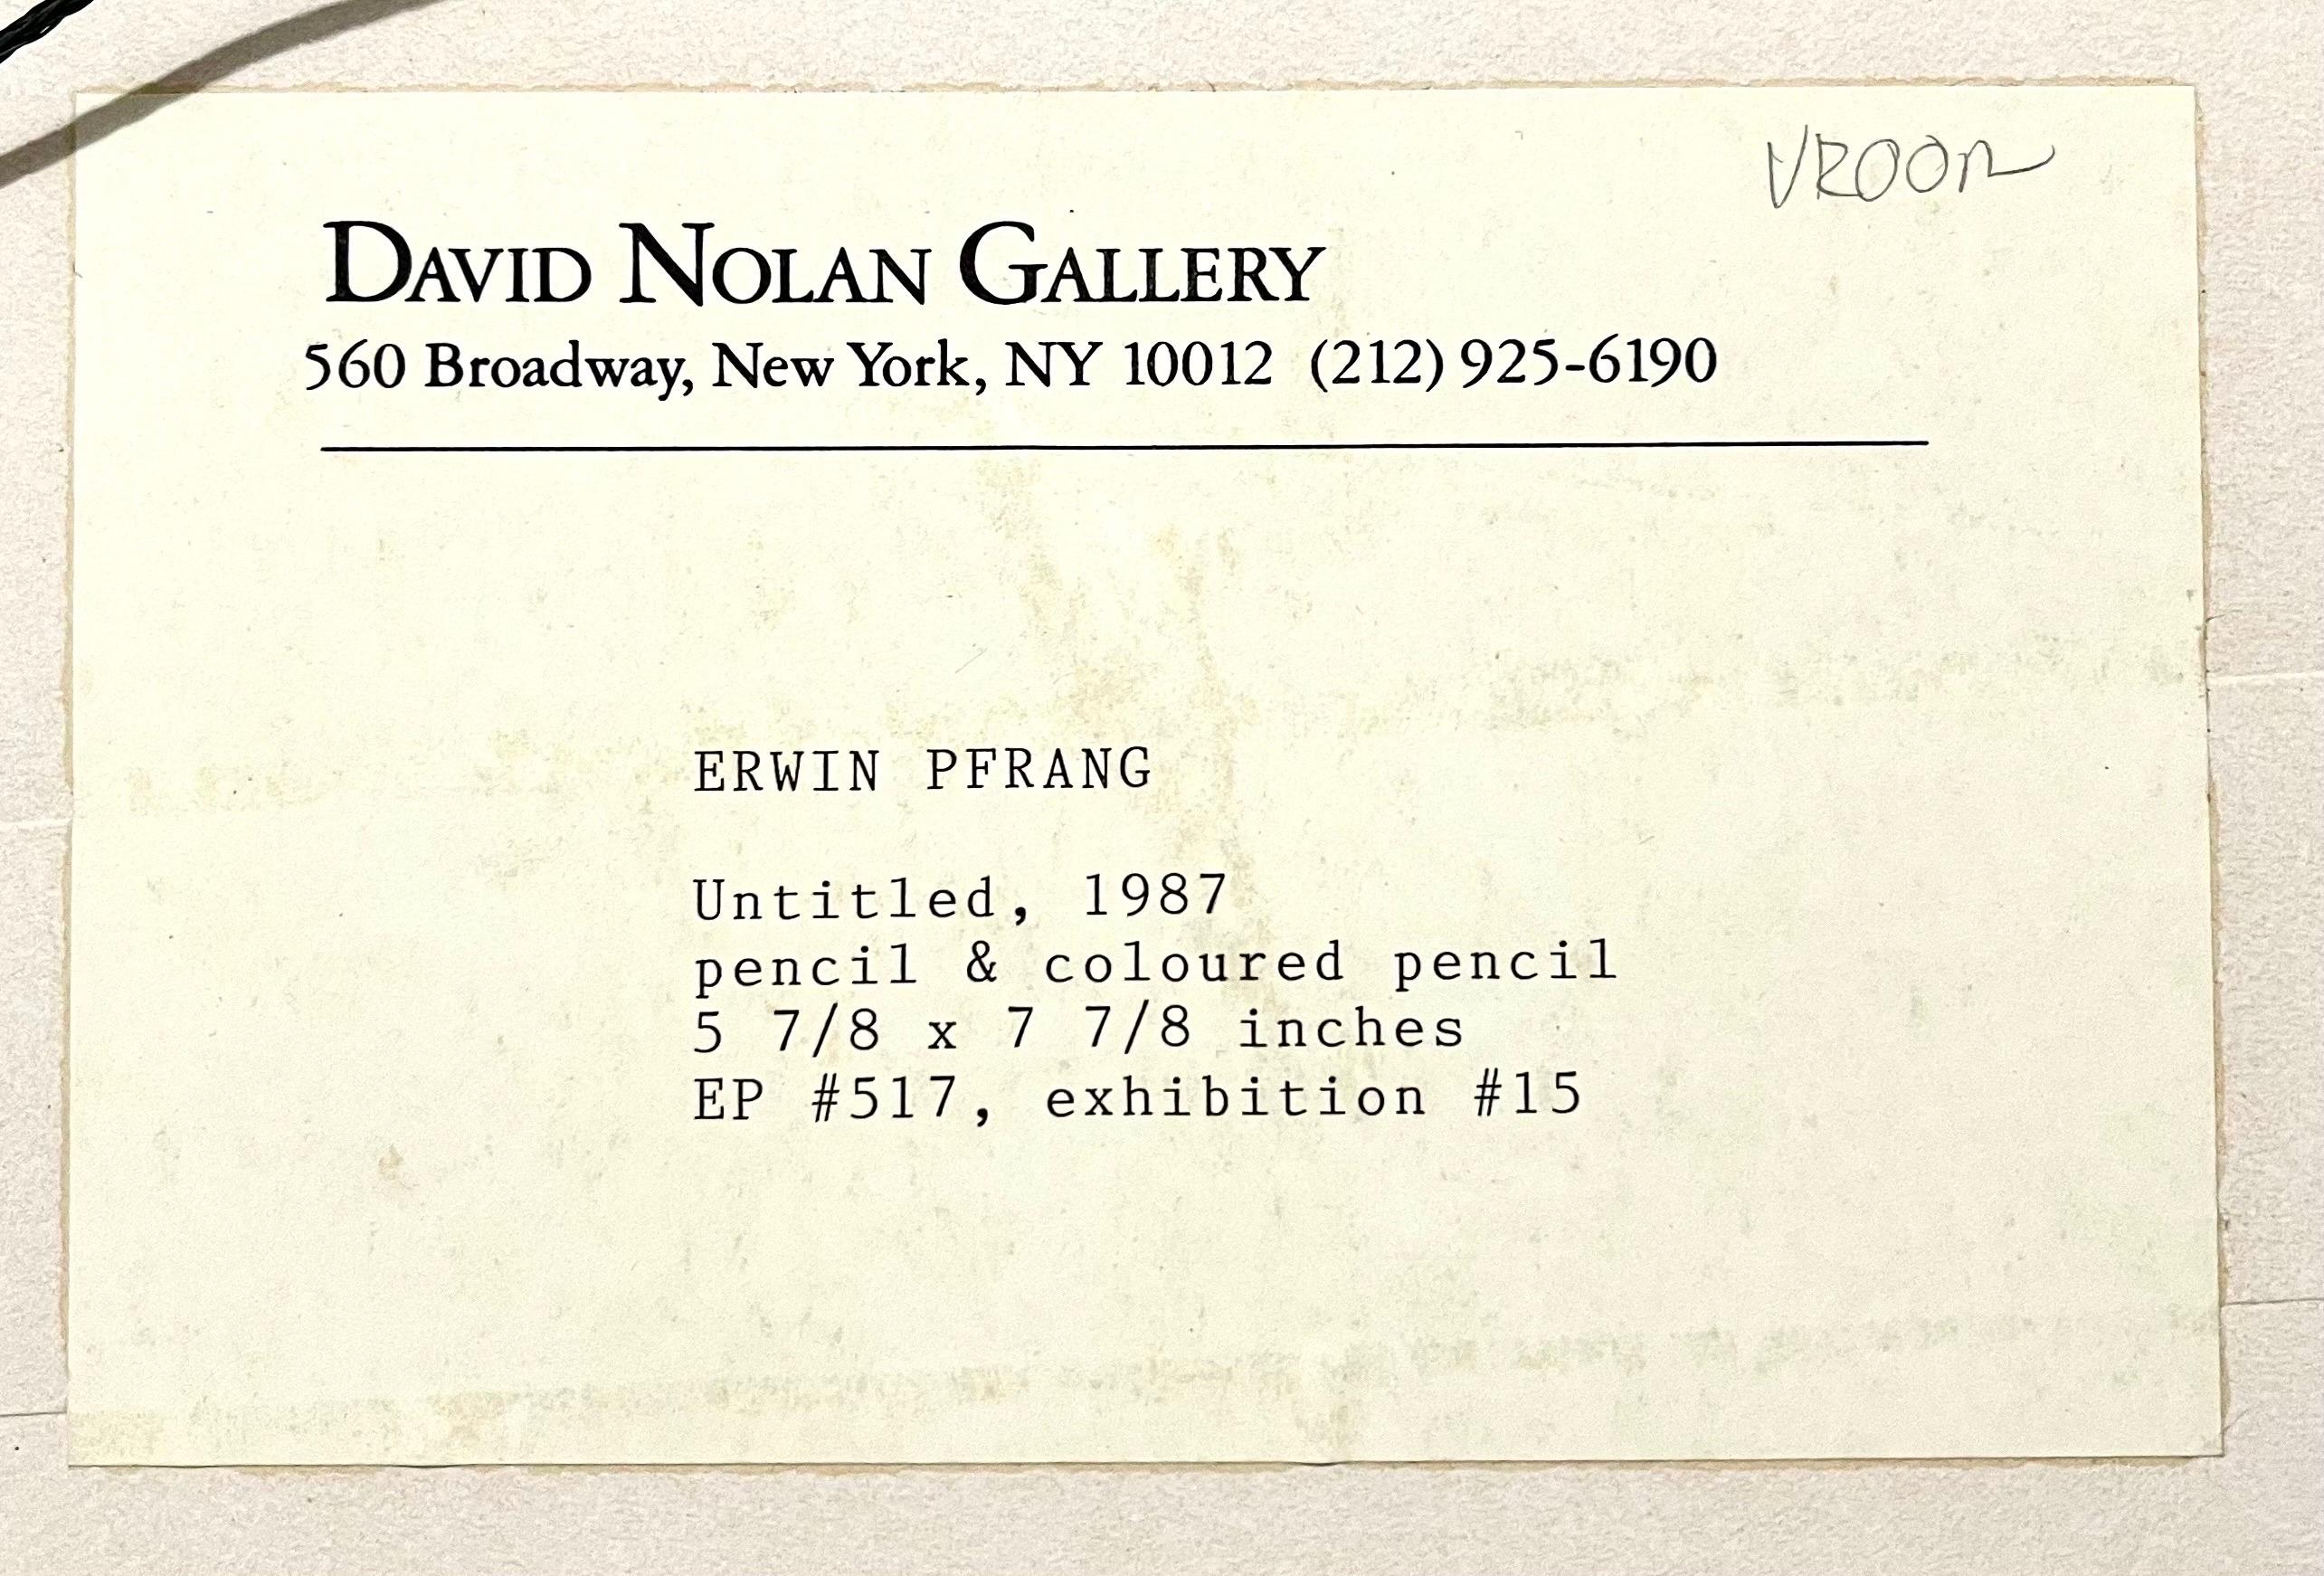 VROOM
DAVID NOLAN GALLERY
560 Broadway, New York, NY 10012 (212) 925-6190
ERWIN PFRANG
Untitled, 1987
pencil & coloured pencil
5 7/8 x 7 7/8 inches
EP #517, exhibition #15